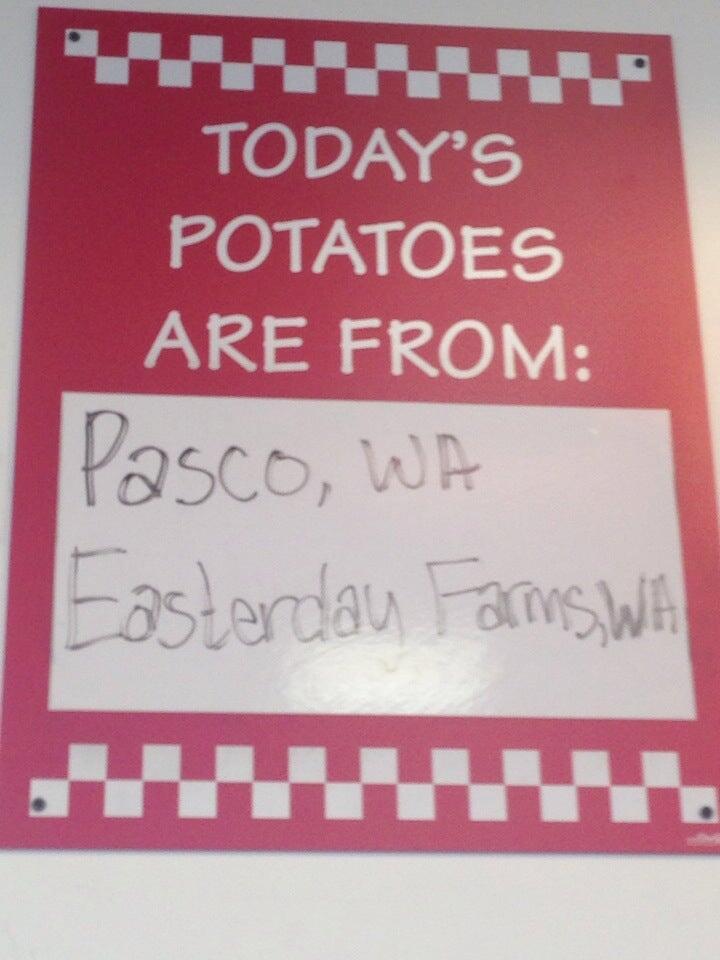 TODAY'S
POTATOES
ARE FROM:
Pasco, WA
Easterday Farms, WA